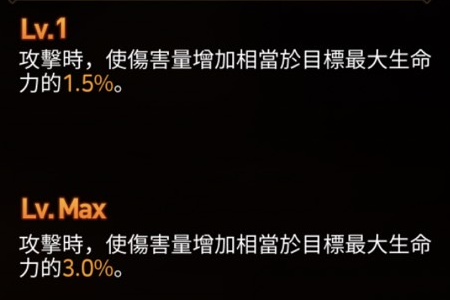 Lv.1
攻擊時，使傷害量增加相當於目標最大生命
力的1.5%。
Lv.Max
攻擊時，使傷害量增加相當於目標最大生命
力的3.0%。